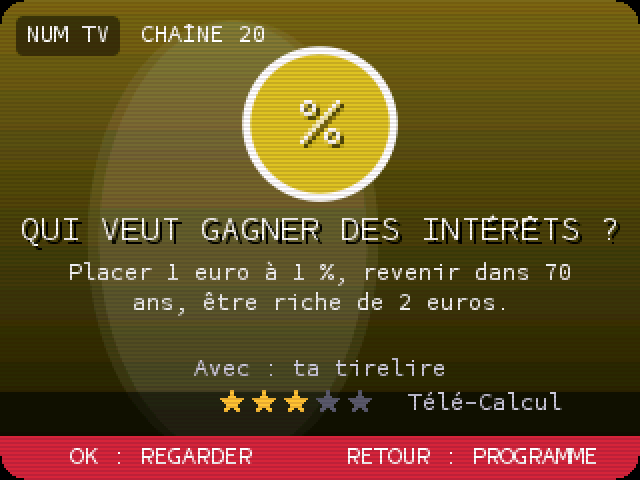 NUM TV CHAÎNE 20
%
QUI VEUT GAGNER DES INTÉRÊTS ?
Placer 1 euro à 1 %, revenir dans 70
ans, être riche de 2 euros.
Avec : ta tirelire
Télé-Calcul
OK : REGARDER RETOUR : PROGRAMME